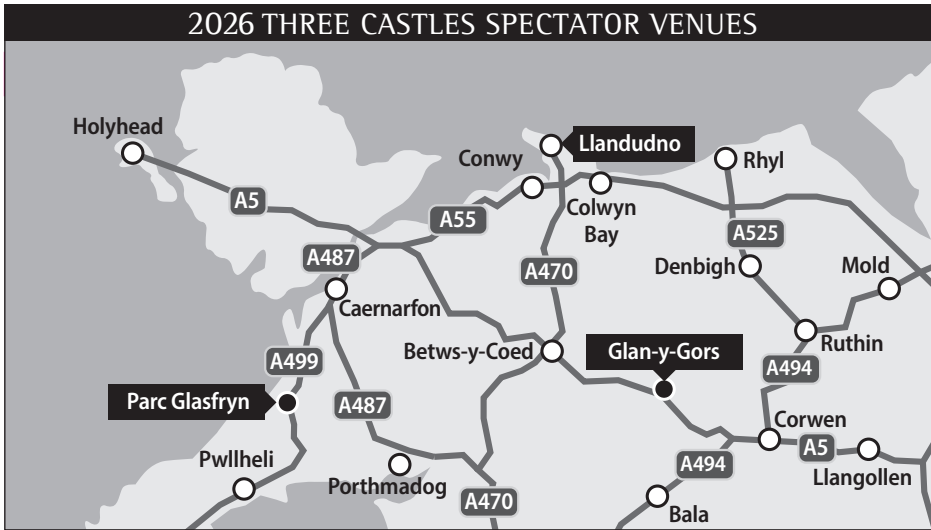 2026 THREE CASTLES SPECTATOR VENUES
Holyhead
Llandudno
Conwy
Rhyl
A5
A55
Colwyn
Bay
A525
A487
A470
Denbigh
Mold
Caernarfon
Betws-y-Coed
Glan-y-Gors
Ruthin
A499
A494
Parc Glasfryn
A487
Corwen
A5
Pwllheli
Porthmadog
A494
Llangollen
A470
Bala